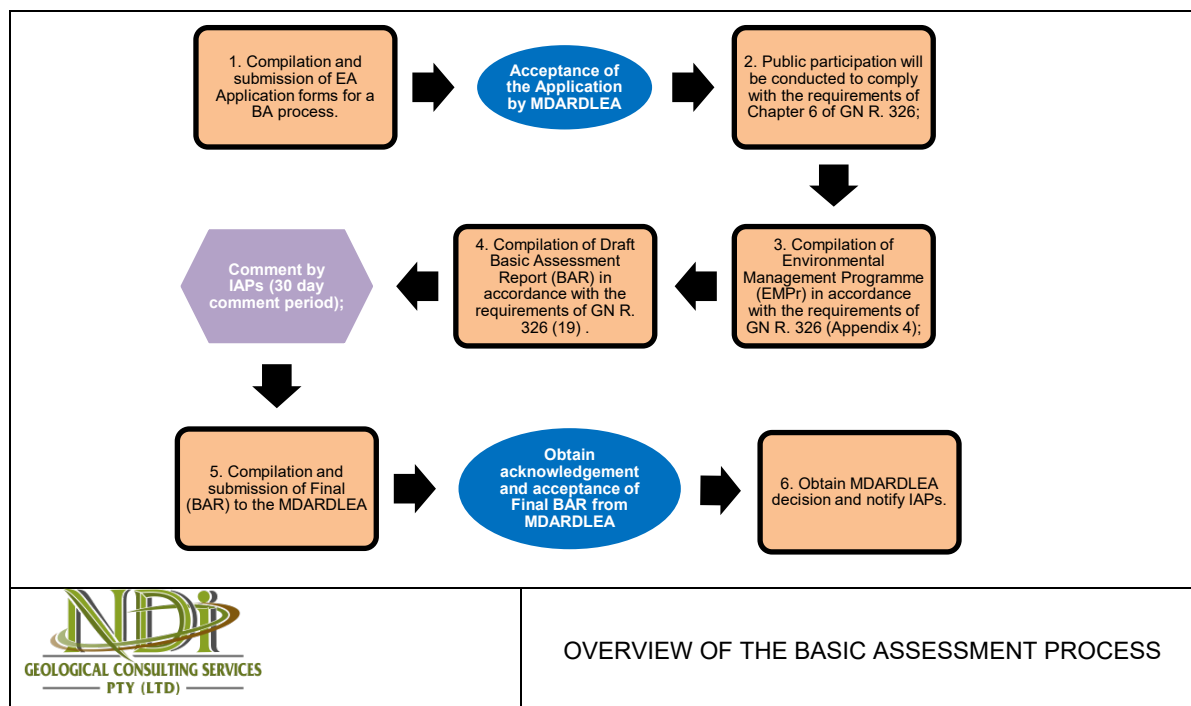 1. Compilation and
submission of EA
Application forms for a
BA process.
Acceptance of
the Application
by MDARDLEA
2. Public participation will
be conducted to comply
with the requirements of
Chapter 6 of GN R. 326;
3. Compilation of
Environmental
Management Programme
(EMPr) in accordance
with the requirements of
GN R. 326 (Appendix 4);
4. Compilation of Draft
Basic Assessment
Report (BAR) in
accordance with the
requirements of GN R.
326 (19) .
Comment by
IAPs (30 day
comment period);
5. Compilation and
submission of Final
(BAR) to the MDARDLEA
Obtain
acknowledgement
and acceptance of
Final BAR from
MDARDLEA
6. Obtain MDARDLEA
decision and notify IAPs.
NDi
GEOLOGICAL CONSULTING SERVICES
PTY (LTD)
OVERVIEW OF THE BASIC ASSESSMENT PROCESS